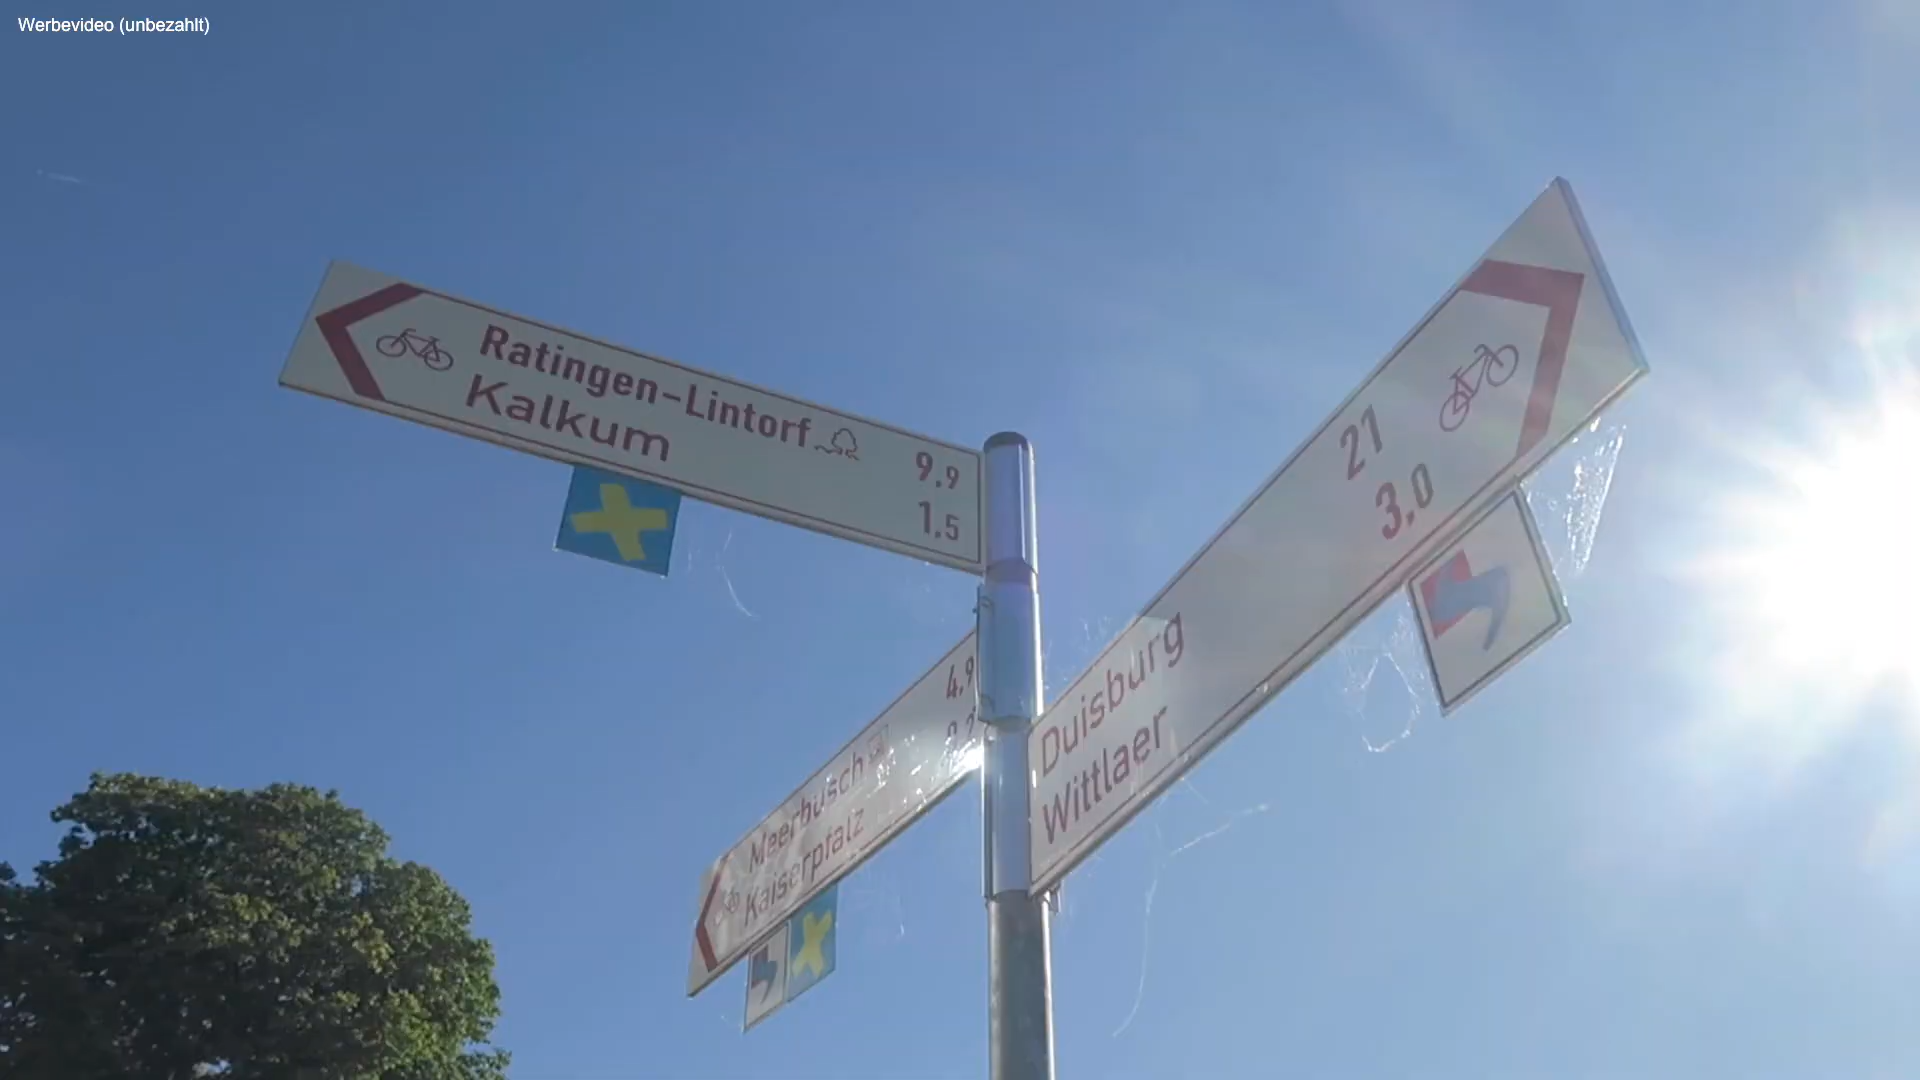 Werbevideo (unbezahlt)
Ratingen-Lintorf 9.9
Kalkum 1.5
21
3.0
Duisburg
Wittlaer
Meerbusch 4.9
Kaiserpfalz